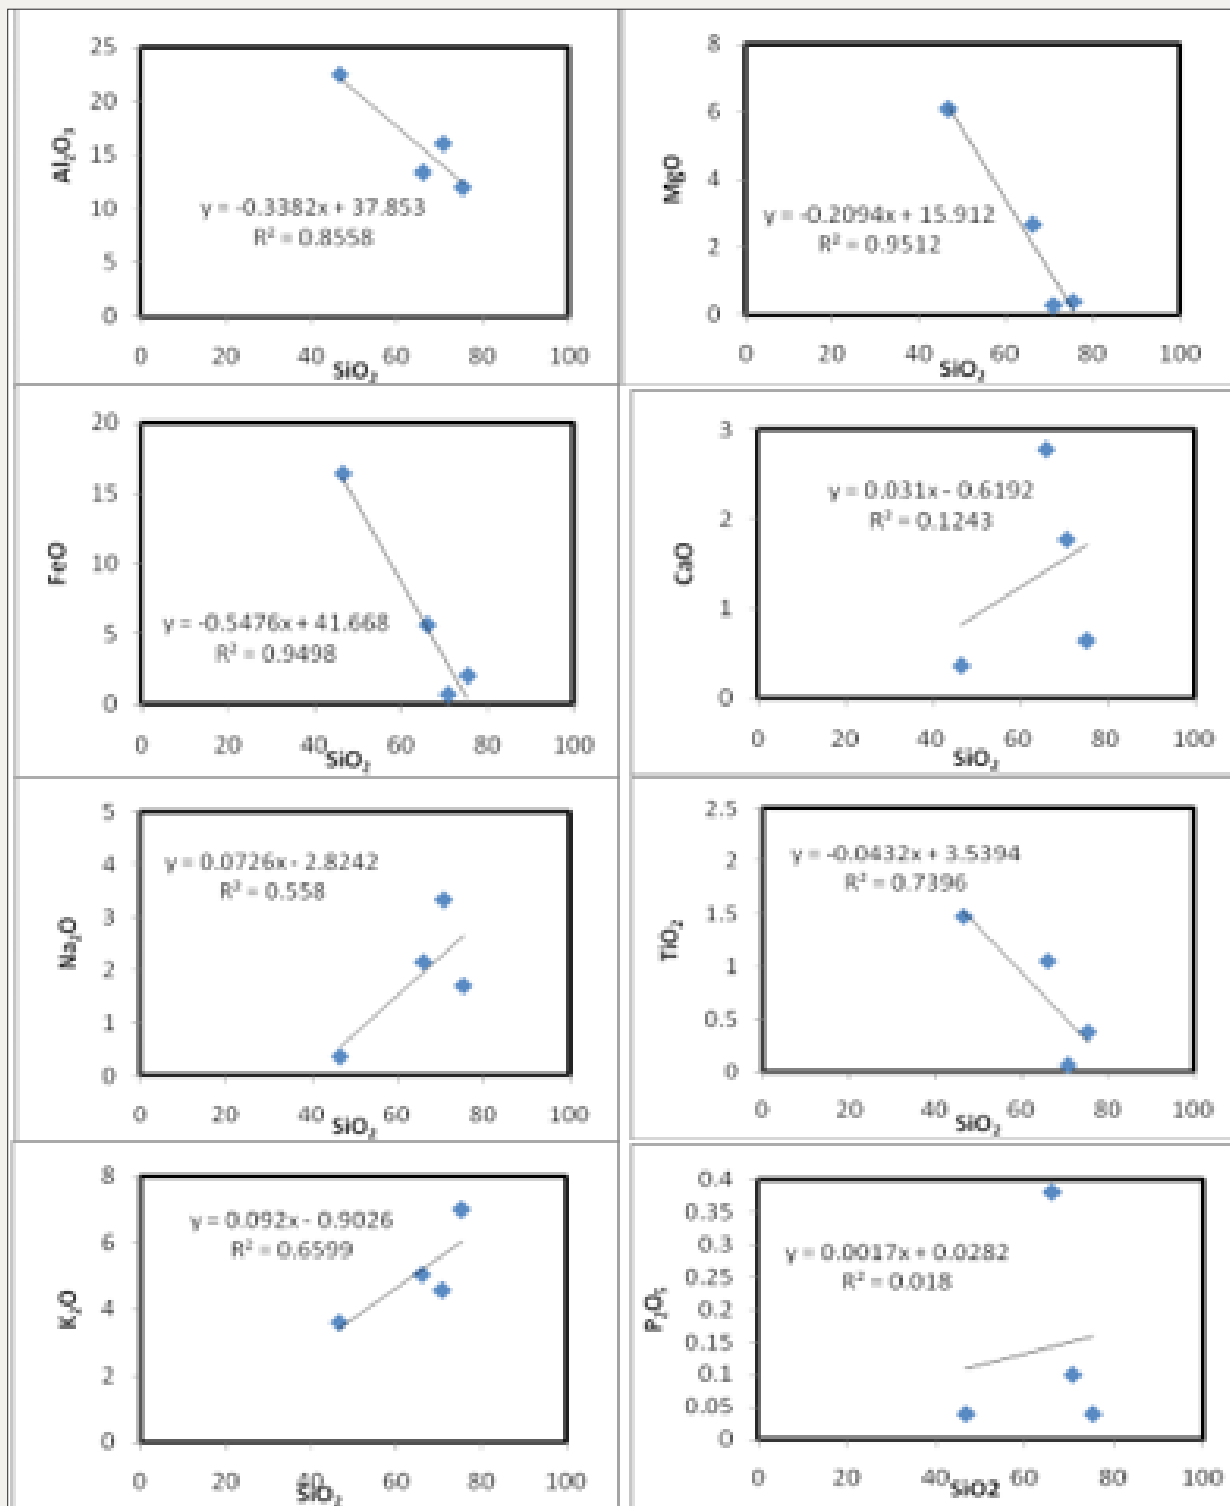 25
20
15
10
5
0
Al₂O₃
y = -0.3382x + 37.853
R² = 0.8558
0 20 40 60 80 100
SiO₂
8
6
4
2
0
MgO
y = -0.2094x + 15.912
R² = 0.9512
0 20 40 60 80 100
SiO₂
20
15
10
5
0
FeO
y = -0.5476x + 41.668
R² = 0.9498
0 20 40 60 80 100
SiO₂
3
2
1
0
CaO
y = 0.031x - 0.6192
R² = 0.1243
0 20 40 60 80 100
SiO₂
5
4
3
2
1
0
Na₂O
y = 0.0726x - 2.8242
R² = 0.558
0 20 40 60 80 100
SiO₂
2.5
2
1.5
1
0.5
0
TiO₂
y = -0.0432x + 3.5394
R² = 0.7396
0 20 40 60 80 100
SiO₂
8
6
4
2
0
K₂O
y = 0.092x - 0.9026
R² = 0.6599
0 20 40 60 80 100
SiO₂
0.4
0.35
0.3
0.25
0.2
0.15
0.1
0.05
0
P₂O₅
y = 0.0017x + 0.0282
R² = 0.018
0 20 40 60 80 100
SiO2